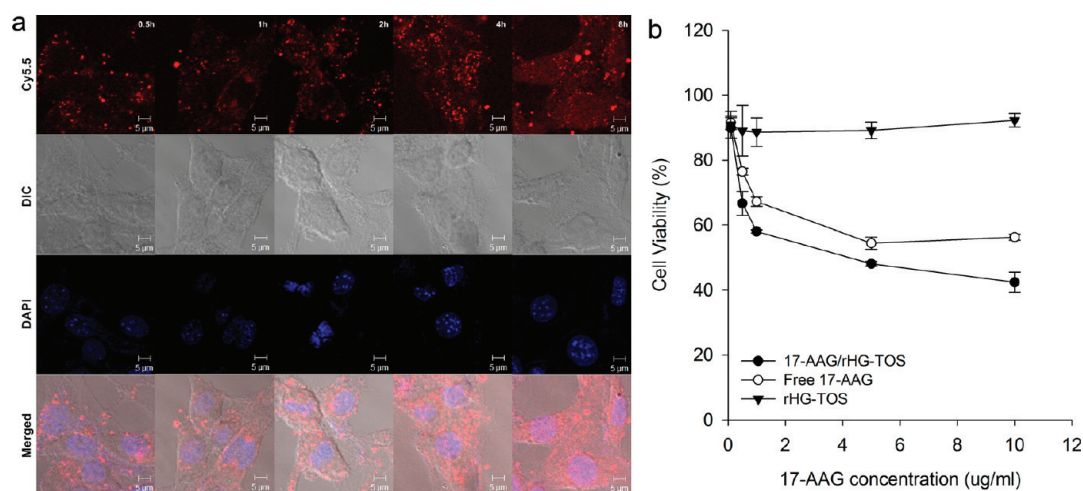 a
0.5h 1h 2h 4h 8h
Cy5.5
5 µm 5 µm 5 µm 5 µm 5 µm
DIC
5 µm 5 µm 5 µm 5 µm 5 µm
DAPI
5 µm 5 µm 5 µm 5 µm 5 µm
Merged
5 µm 5 µm 5 µm 5 µm 5 µm
b
120
100
80
60
40
20
0
Cell Viability (%)
17-AAG/rHG-TOS
Free 17-AAG
rHG-TOS
0 2 4 6 8 10 12
17-AAG concentration (ug/ml)